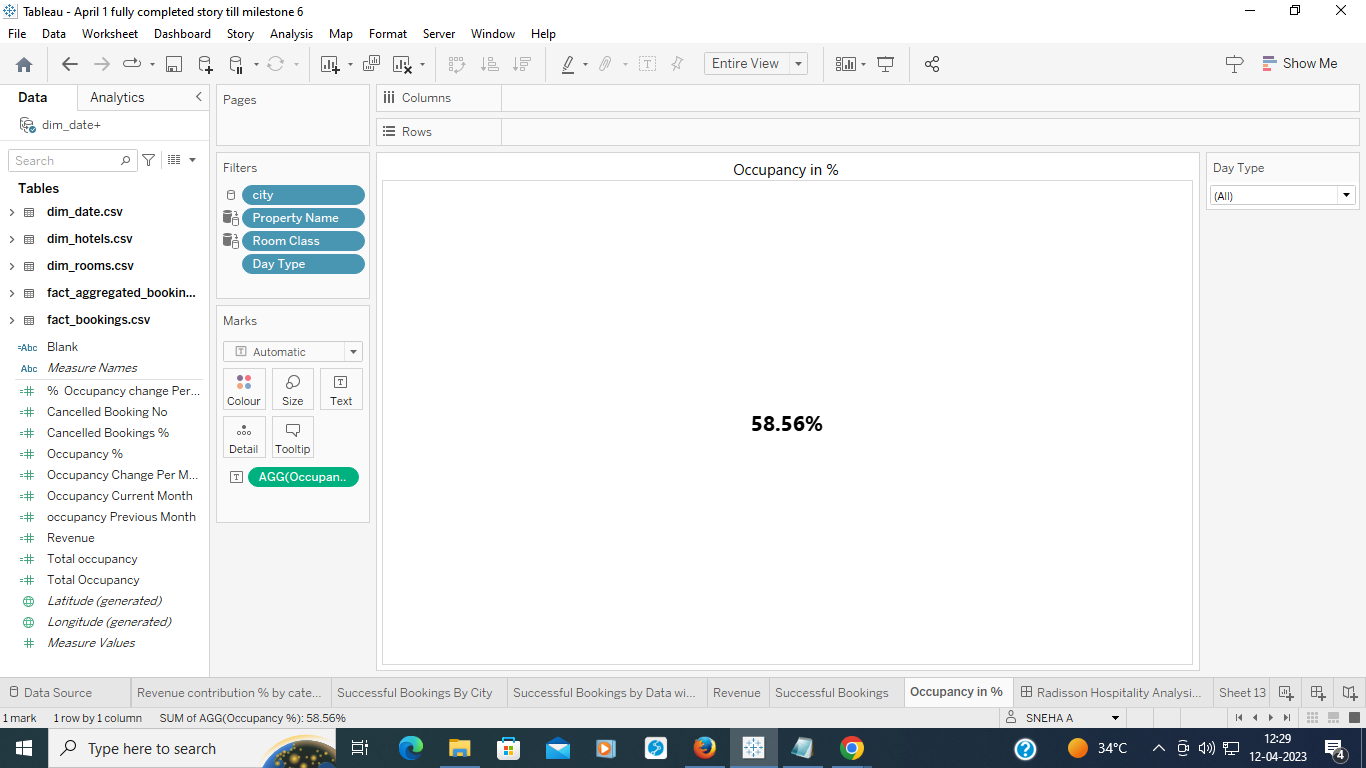 Tableau - April 1 fully completed story till milestone 6
File Data Worksheet Dashboard Story Analysis Map Format Server Window Help
Entire View
Show Me
Data Analytics
dim_date+
Search
Tables
dim_date.csv
dim_hotels.csv
dim_rooms.csv
fact_aggregated_bookin...
fact_bookings.csv
=Abc Blank
Abc Measure Names
% Occupancy change Per...
Cancelled Booking No
Cancelled Bookings %
Occupancy %
Occupancy Change Per M...
Occupancy Current Month
occupancy Previous Month
Revenue
Total occupancy
Total Occupancy
Latitude (generated)
Longitude (generated)
Measure Values
Pages
Filters
city
Property Name
Room Class
Day Type
Marks
Automatic
Colour Size Text
Detail Tooltip
AGG(Occupan..
Columns
Rows
Occupancy in %
58.56%
Day Type
(All)
Data Source Revenue contribution % by cate... Successful Bookings By City Successful Bookings by Data wi... Revenue Successful Bookings Occupancy in % Radisson Hospitality Analysi... Sheet 13
1 mark 1 row by 1 column SUM of AGG(Occupancy %): 58.56% SNEHA A
Type here to search
34°C
12:29
12-04-2023
4